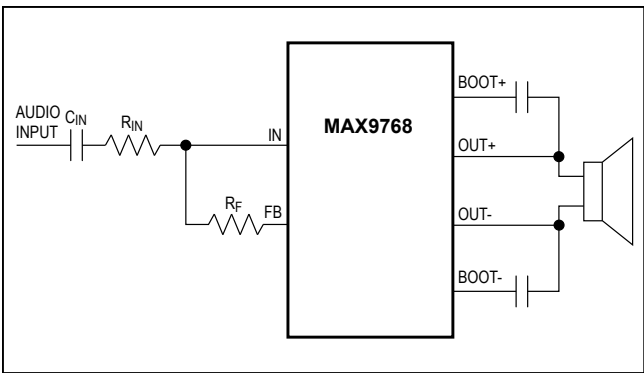 AUDIO
INPUT
CIN
RIN
IN
RF
FB
MAX9768
BOOT+
OUT+
OUT-
BOOT-